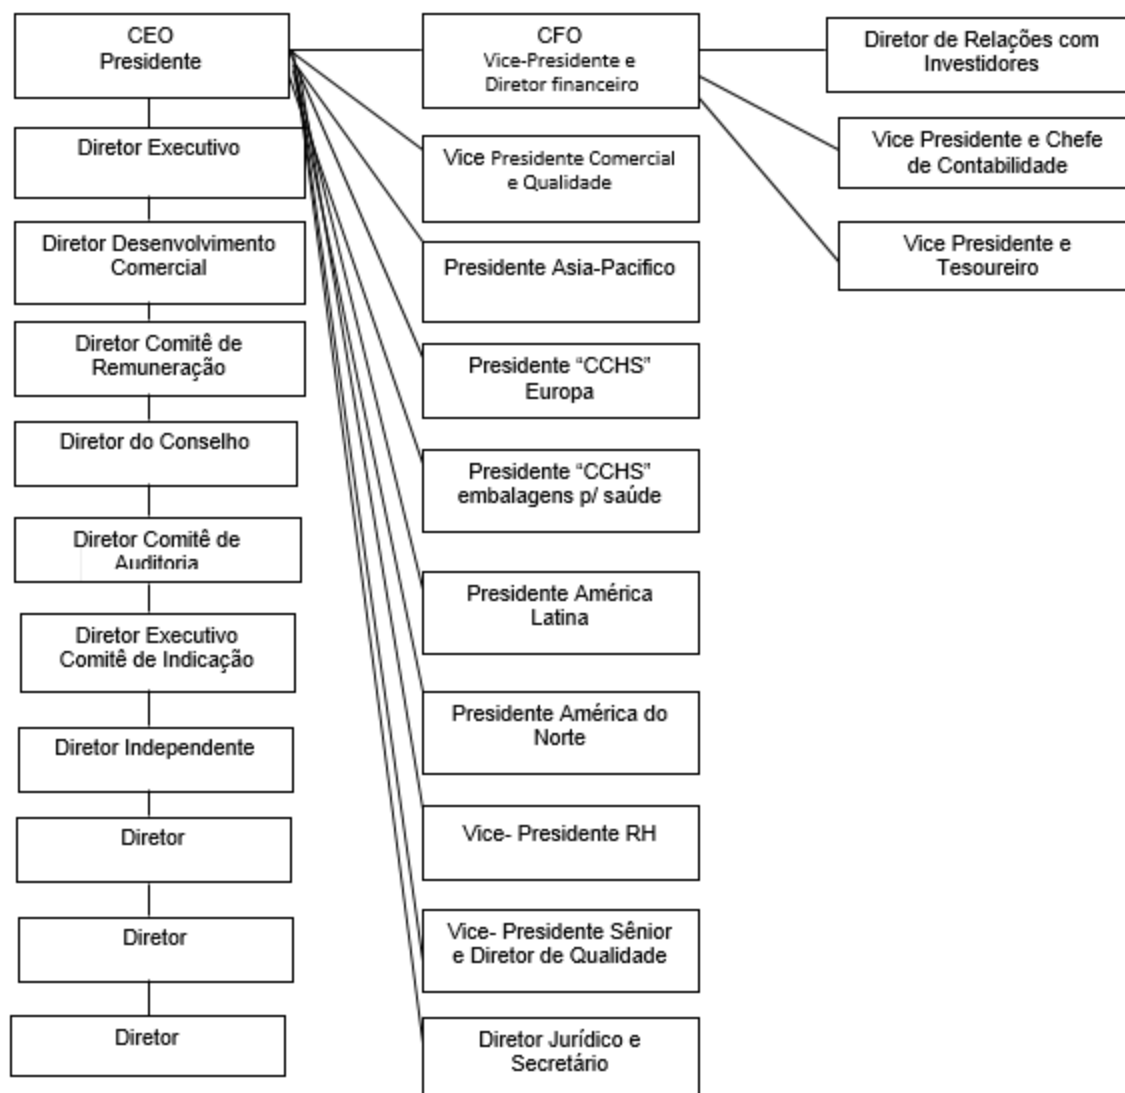 CEO
Presidente
Diretor Executivo
Diretor Desenvolvimento
Comercial
Diretor Comitê de
Remuneração
Diretor do Conselho
Diretor Comitê de
Auditoria
Diretor Executivo
Comitê de Indicação
Diretor Independente
Diretor
Diretor
Diretor
CFO
Vice-Presidente e
Diretor financeiro
Vice Presidente Comercial
e Qualidade
Presidente Asia-Pacifico
Presidente “CCHS”
Europa
Presidente “CCHS”
embalagens p/ saúde
Presidente América
Latina
Presidente América do
Norte
Vice- Presidente RH
Vice- Presidente Sênior
e Diretor de Qualidade
Diretor Jurídico e
Secretário
Diretor de Relações com
Investidores
Vice Presidente e Chefe
de Contabilidade
Vice Presidente e
Tesoureiro